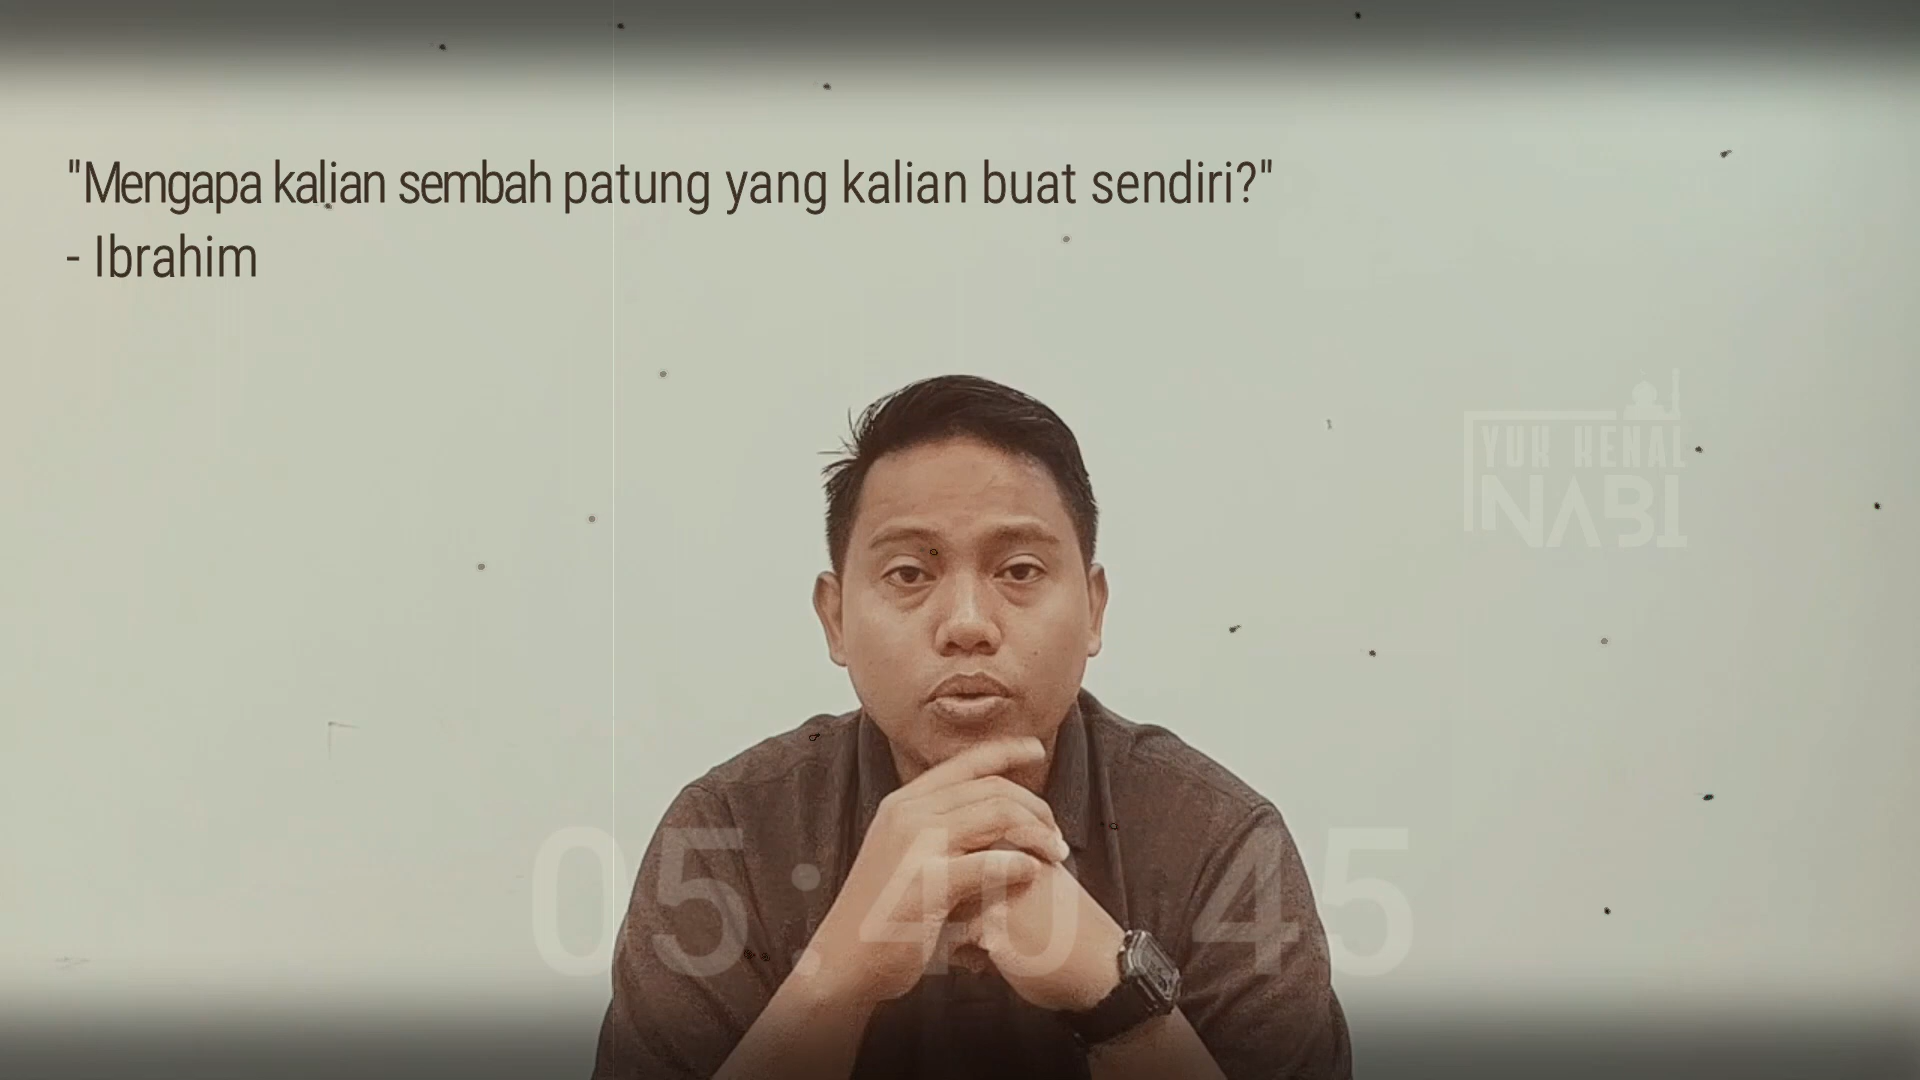 "Mengapa kalian sembah patung yang kalian buat sendiri?"
- Ibrahim
YUK KENAL
NABI
05:40 45